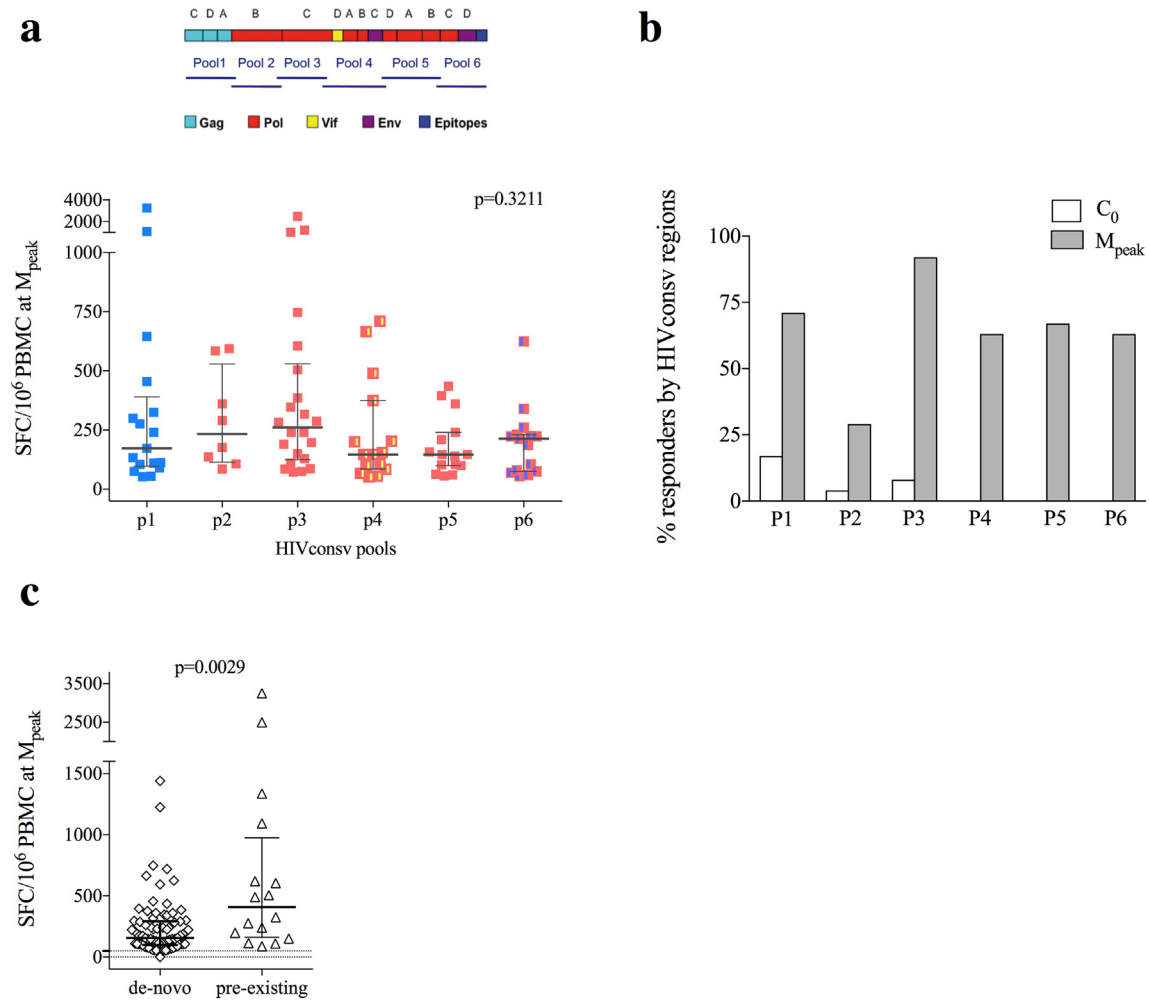 a
C D A B C D A B C D A B C D
Pool1 Pool 2 Pool 3 Pool 4 Pool 5 Pool 6
Gag Pol Vif Env Epitopes
p=0.3211
SFC/10⁶ PBMC at Mpeak
4000
2000
1000
750
500
250
0
p1 p2 p3 p4 p5 p6
HIVconsv pools
b
C₀
Mpeak
% responders by HIVconsv regions
100
75
50
25
0
P1 P2 P3 P4 P5 P6
c
p=0.0029
SFC/10⁶ PBMC at Mpeak
3500
2500
1500
1000
500
0
de-novo pre-existing